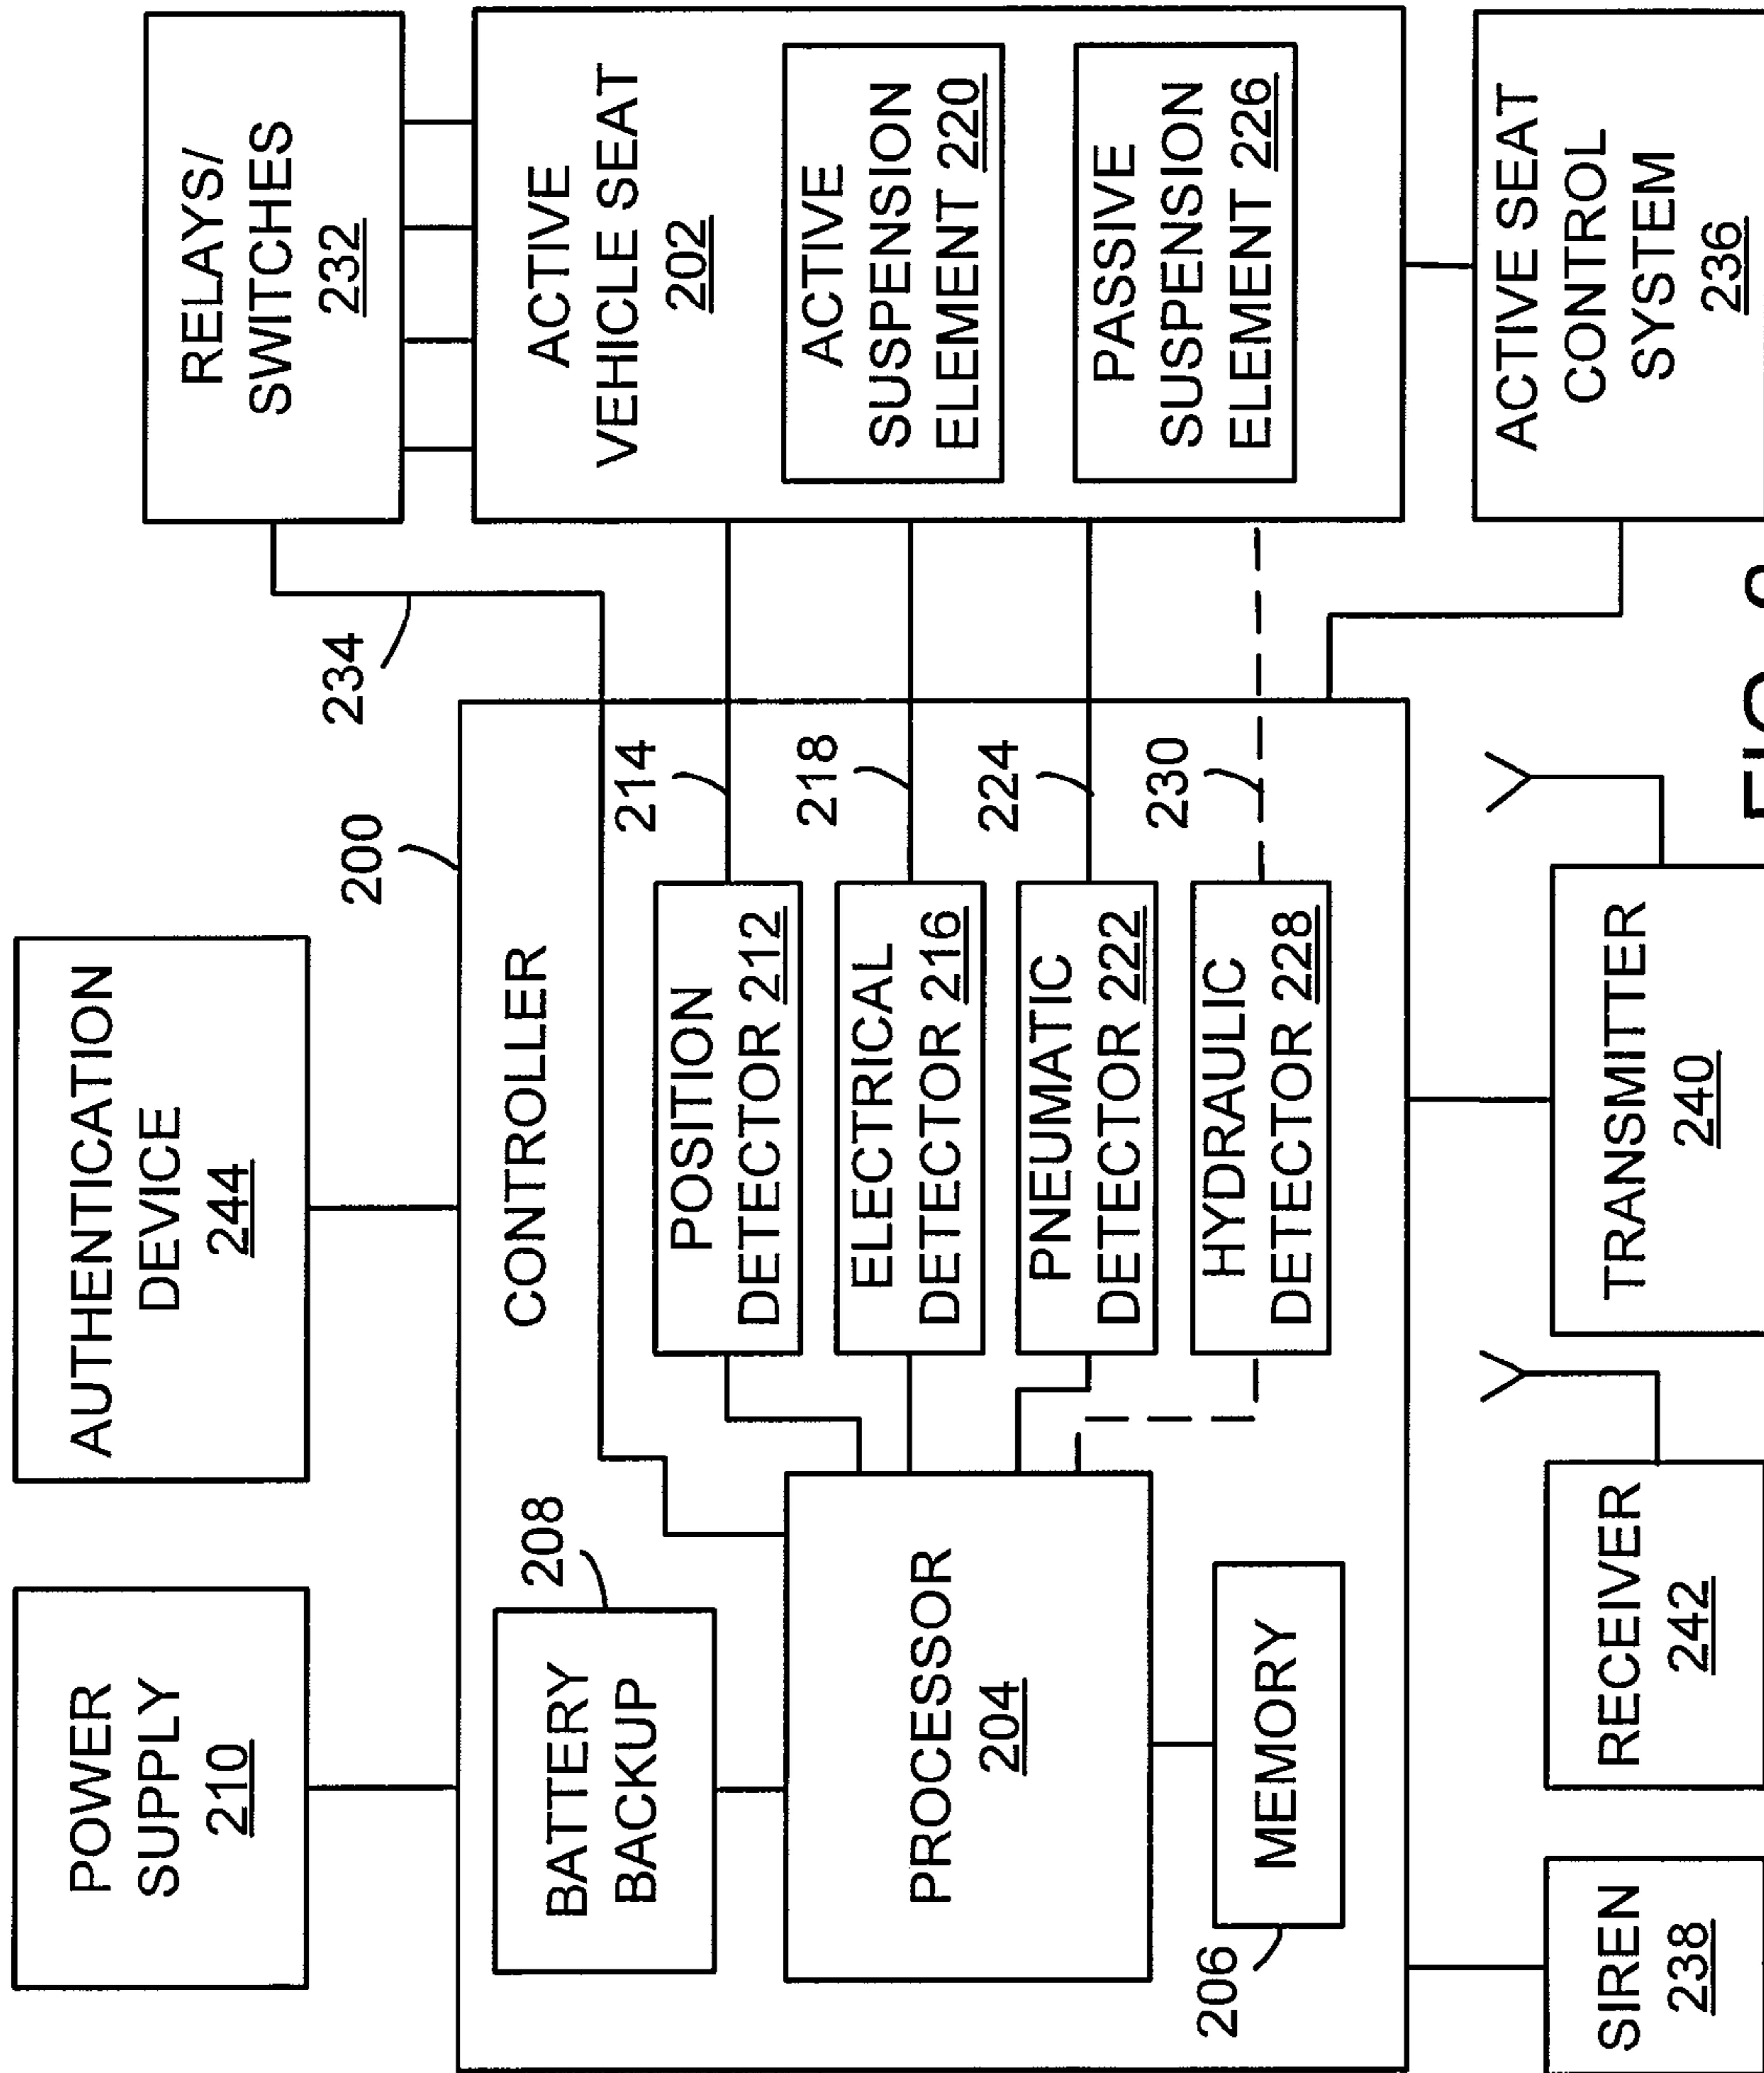 POWER
SUPPLY
210
AUTHENTICATION
DEVICE
244
RELAYS/
SWITCHES
232
200
234
CONTROLLER
BATTERY
BACKUP
208
PROCESSOR
204
MEMORY
206
POSITION
DETECTOR 212
214
ELECTRICAL
DETECTOR 216
218
PNEUMATIC
DETECTOR 222
224
HYDRAULIC
DETECTOR 228
230
ACTIVE
VEHICLE SEAT
202
ACTIVE
SUSPENSION
ELEMENT 220
PASSIVE
SUSPENSION
ELEMENT 226
SIREN
238
RECEIVER
242
TRANSMITTER
240
ACTIVE SEAT
CONTROL
SYSTEM
236
FIG.